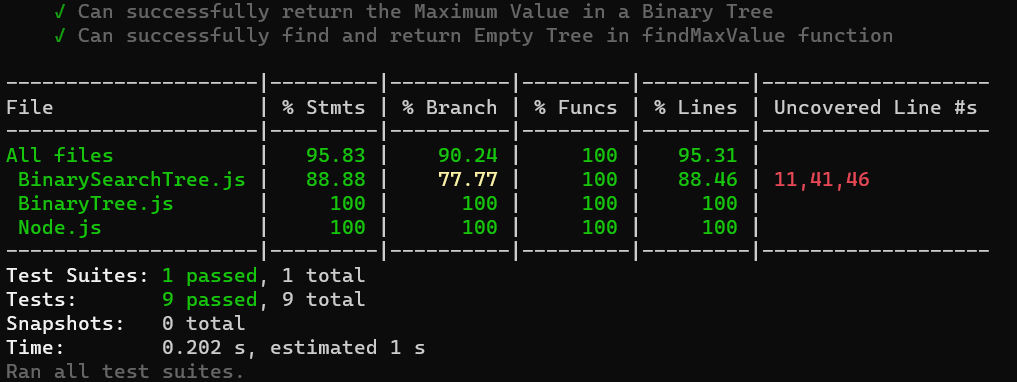 ✓ Can successfully return the Maximum Value in a Binary Tree
✓ Can successfully find and return Empty Tree in findMaxValue function
---------------------|---------|----------|---------|---------|-------------------
File                 | % Stmts | % Branch | % Funcs | % Lines | Uncovered Line #s
---------------------|---------|----------|---------|---------|-------------------
All files            |   95.83 |    90.24 |     100 |   95.31 |
 BinarySearchTree.js |   88.88 |    77.77 |     100 |   88.46 | 11,41,46
 BinaryTree.js       |     100 |      100 |     100 |     100 |
 Node.js             |     100 |      100 |     100 |     100 |
---------------------|---------|----------|---------|---------|-------------------
Test Suites: 1 passed, 1 total
Tests:       9 passed, 9 total
Snapshots:   0 total
Time:        0.202 s, estimated 1 s
Ran all test suites.